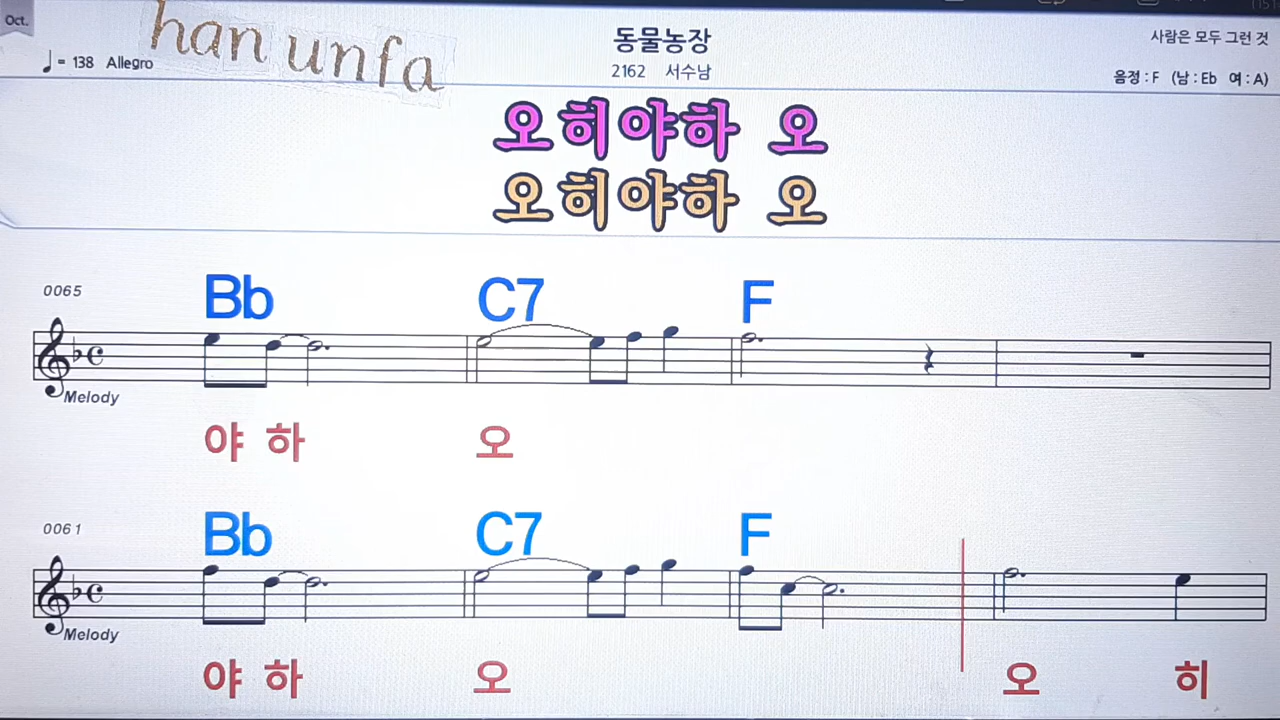 Oct.
han unfa
= 138 Allegro
동물농장
2162 서수남
사람은 모두 그런 것
음정 : F (남 : Eb 여 : A)
오히야하 오
오히야하 오
0065
Bb C7 F
Melody
야 하 오
0061
Bb C7 F
Melody
야 하 오 오 히